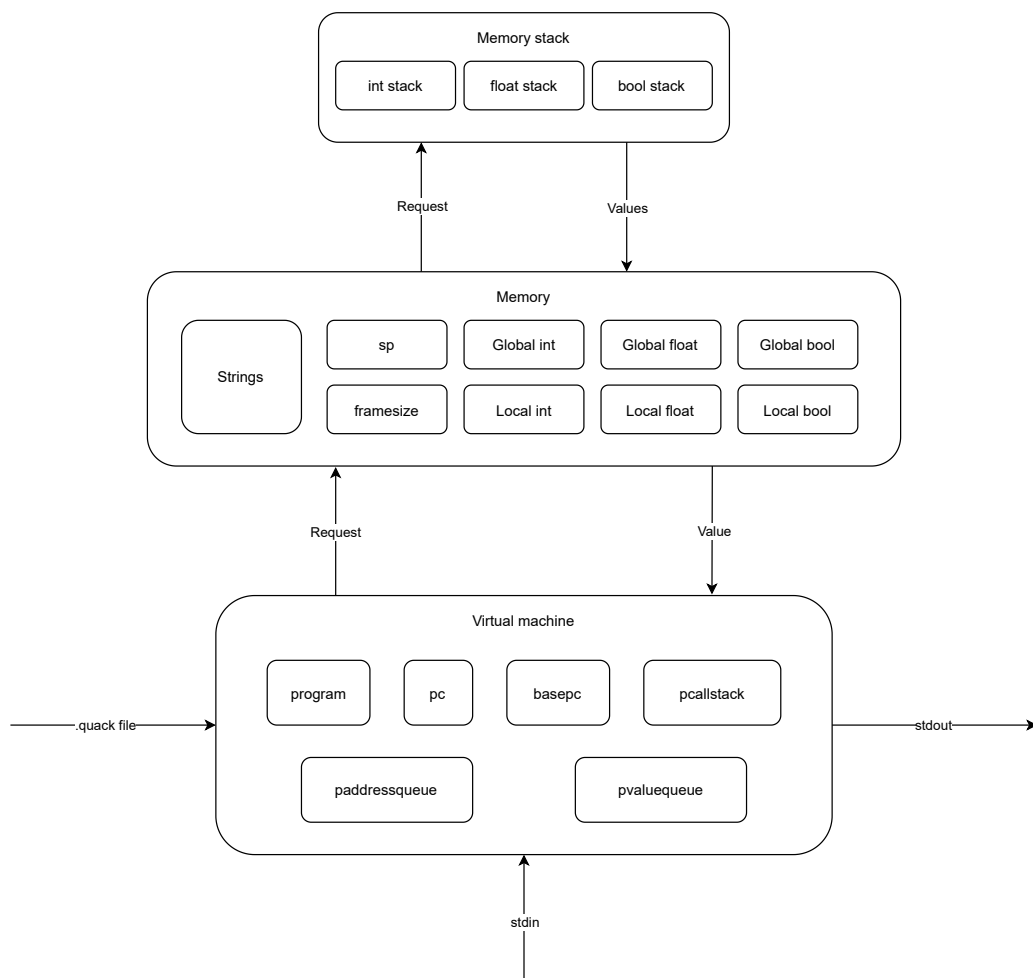 Memory stack
int stack
float stack
bool stack
Request
Values
Memory
Strings
sp
Global int
Global float
Global bool
framesize
Local int
Local float
Local bool
Request
Value
Virtual machine
program
pc
basepc
pcallstack
.quack file
stdout
paddressqueue
pvaluequeue
stdin